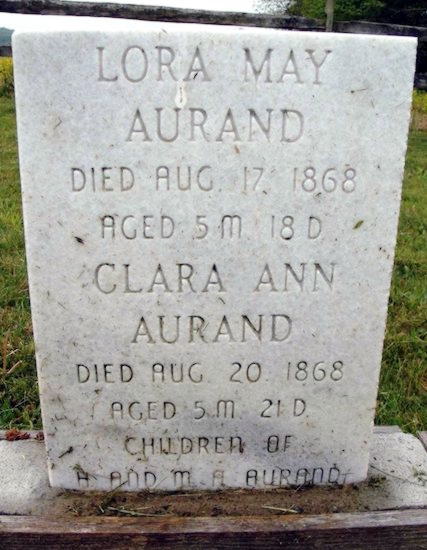 LORA MAY
AURAND
DIED AUG. 17, 1868
AGED 5 M 18 D.
CLARA ANN
AURAND
DIED AUG. 20, 1868
AGED 5 M. 21 D.
CHILDREN OF
A AND M. A. AURAND